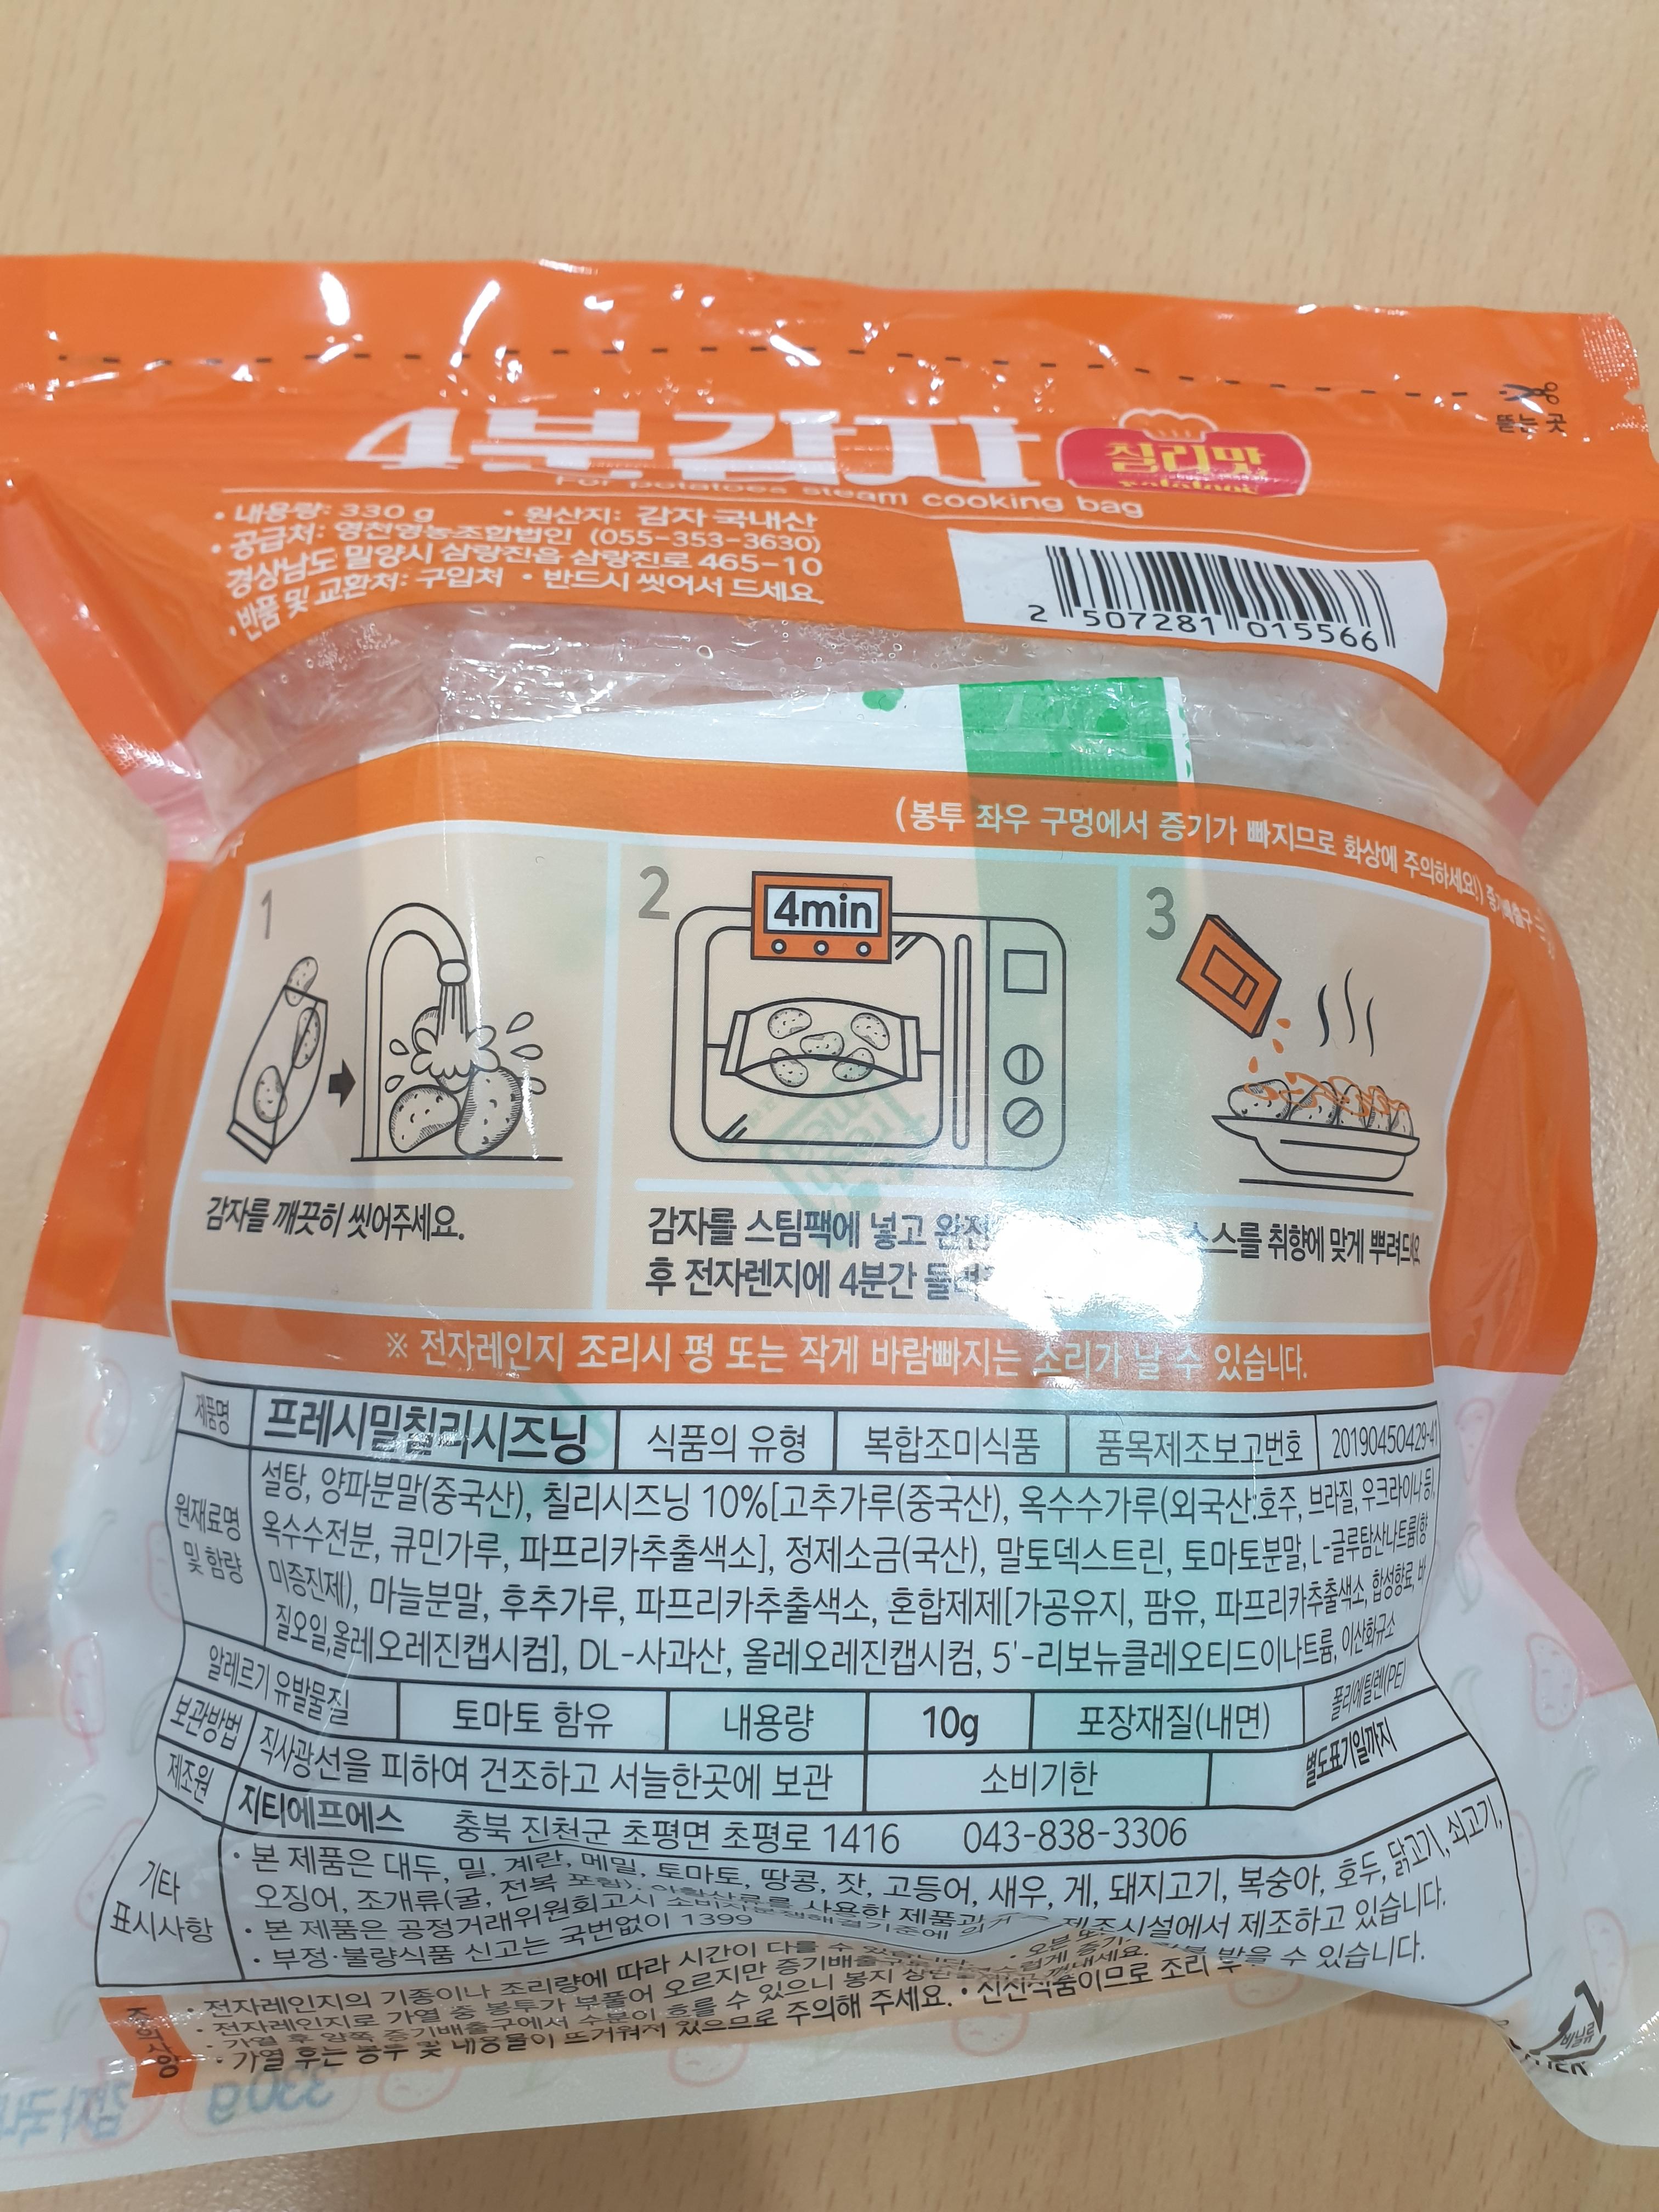 뜯는 곳
4부감자 칠리맛
For potatoes steam cooking bag
• 내용량: 330 g • 원산지: 감자 국내산
• 공급처: 영천영농조합법인 (055-353-3630)
경상남도 밀양시 삼랑진읍 삼랑진로 465-10
• 반품 및 교환처: 구입처 • 반드시 씻어서 드세요.
2 507281 015566
(봉투 좌우 구멍에서 증기가 빠지므로 화상에 주의하세요!) 증기배출구
1
2
4min
3
감자를 깨끗히 씻어주세요.
감자를 스팀팩에 넣고
후 전자렌지에 4분간
취향에 맞게
※ 전자레인지 조리시 펑 또는 작게 바람빠지는 소리가 날 수 있습니다.
제품명 프레시밀칠리시즈닝 식품의 유형 복합조미식품 품목제조보고번호 20190450429-41
원재료명 및 함량
설탕, 양파분말(중국산), 칠리시즈닝 10%[고추가루(중국산), 옥수수가루(외국산:호주, 브라질, 우크라이나 등),
옥수수전분, 큐민가루, 파프리카추출색소], 정제소금(국산), 말토덱스트린, 토마토분말, L-글루탐산나트륨(향
미증진제), 마늘분말, 후추가루, 파프리카추출색소, 혼합제제[가공유지, 팜유, 파프리카추출색소, 합성향료, 바
질오일,올레오레진캡시컴], DL-사과산, 올레오레진캡시컴, 5'-리보뉴클레오티드이나트륨, 이산화규소
알레르기 유발물질 토마토 함유 내용량 10g 포장재질(내면) 폴리에틸렌(PE)
보관방법 직사광선을 피하여 건조하고 서늘한곳에 보관 소비기한 별도표기일까지
제조원 지티에프에스 충북 진천군 초평면 초평로 1416 043-838-3306
기타 표시사항
• 본 제품은 대두, 밀, 계란, 메밀, 토마토, 땅콩, 잣, 고등어, 새우, 게, 돼지고기, 복숭아, 호두, 닭고기, 쇠고기,
오징어, 조개류(굴, 전복 포함), 아황산류를 사용한 제품과 제조시설에서 제조하고 있습니다.
• 본 제품은 공정거래위원회고시 받을 수 있습니다.
• 부정·불량식품 신고는 국번없이 1399
주의사항
• 전자레인지의 기종이나 조리량에 따라 시간이 다를 수
• 전자레인지로 가열 중 봉투가 부풀어 오르지만
• 가열 후 양쪽 증기배출구에서 수분이 흐를 수 있으니
• 가열 후는 봉투 및 내용물이 뜨거워져 있으므로 주의해 주세요. • 신선식품이므로 조리 후
비닐류
OTHER
330g